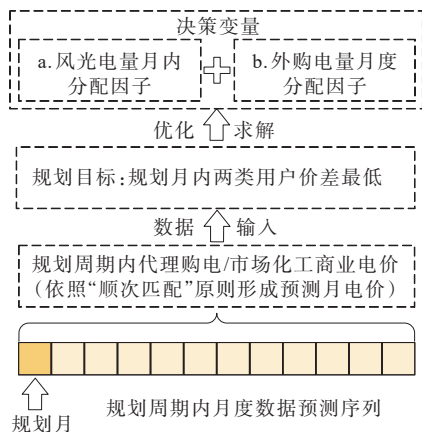 决策变量
a.风光电量月内
分配因子
b.外购电量月度
分配因子
优化 求解
规划目标:规划月内两类用户价差最低
数据 输入
规划周期内代理购电/市场化工商业电价
(依照“顺次匹配”原则形成预测月电价)
规划月
规划周期内月度数据预测序列